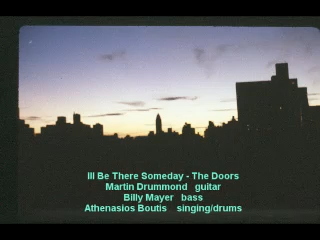 Ill Be There Someday - The Doors
Martin Drummond guitar
Billy Mayer bass
Athenasios Boutis singing/drums